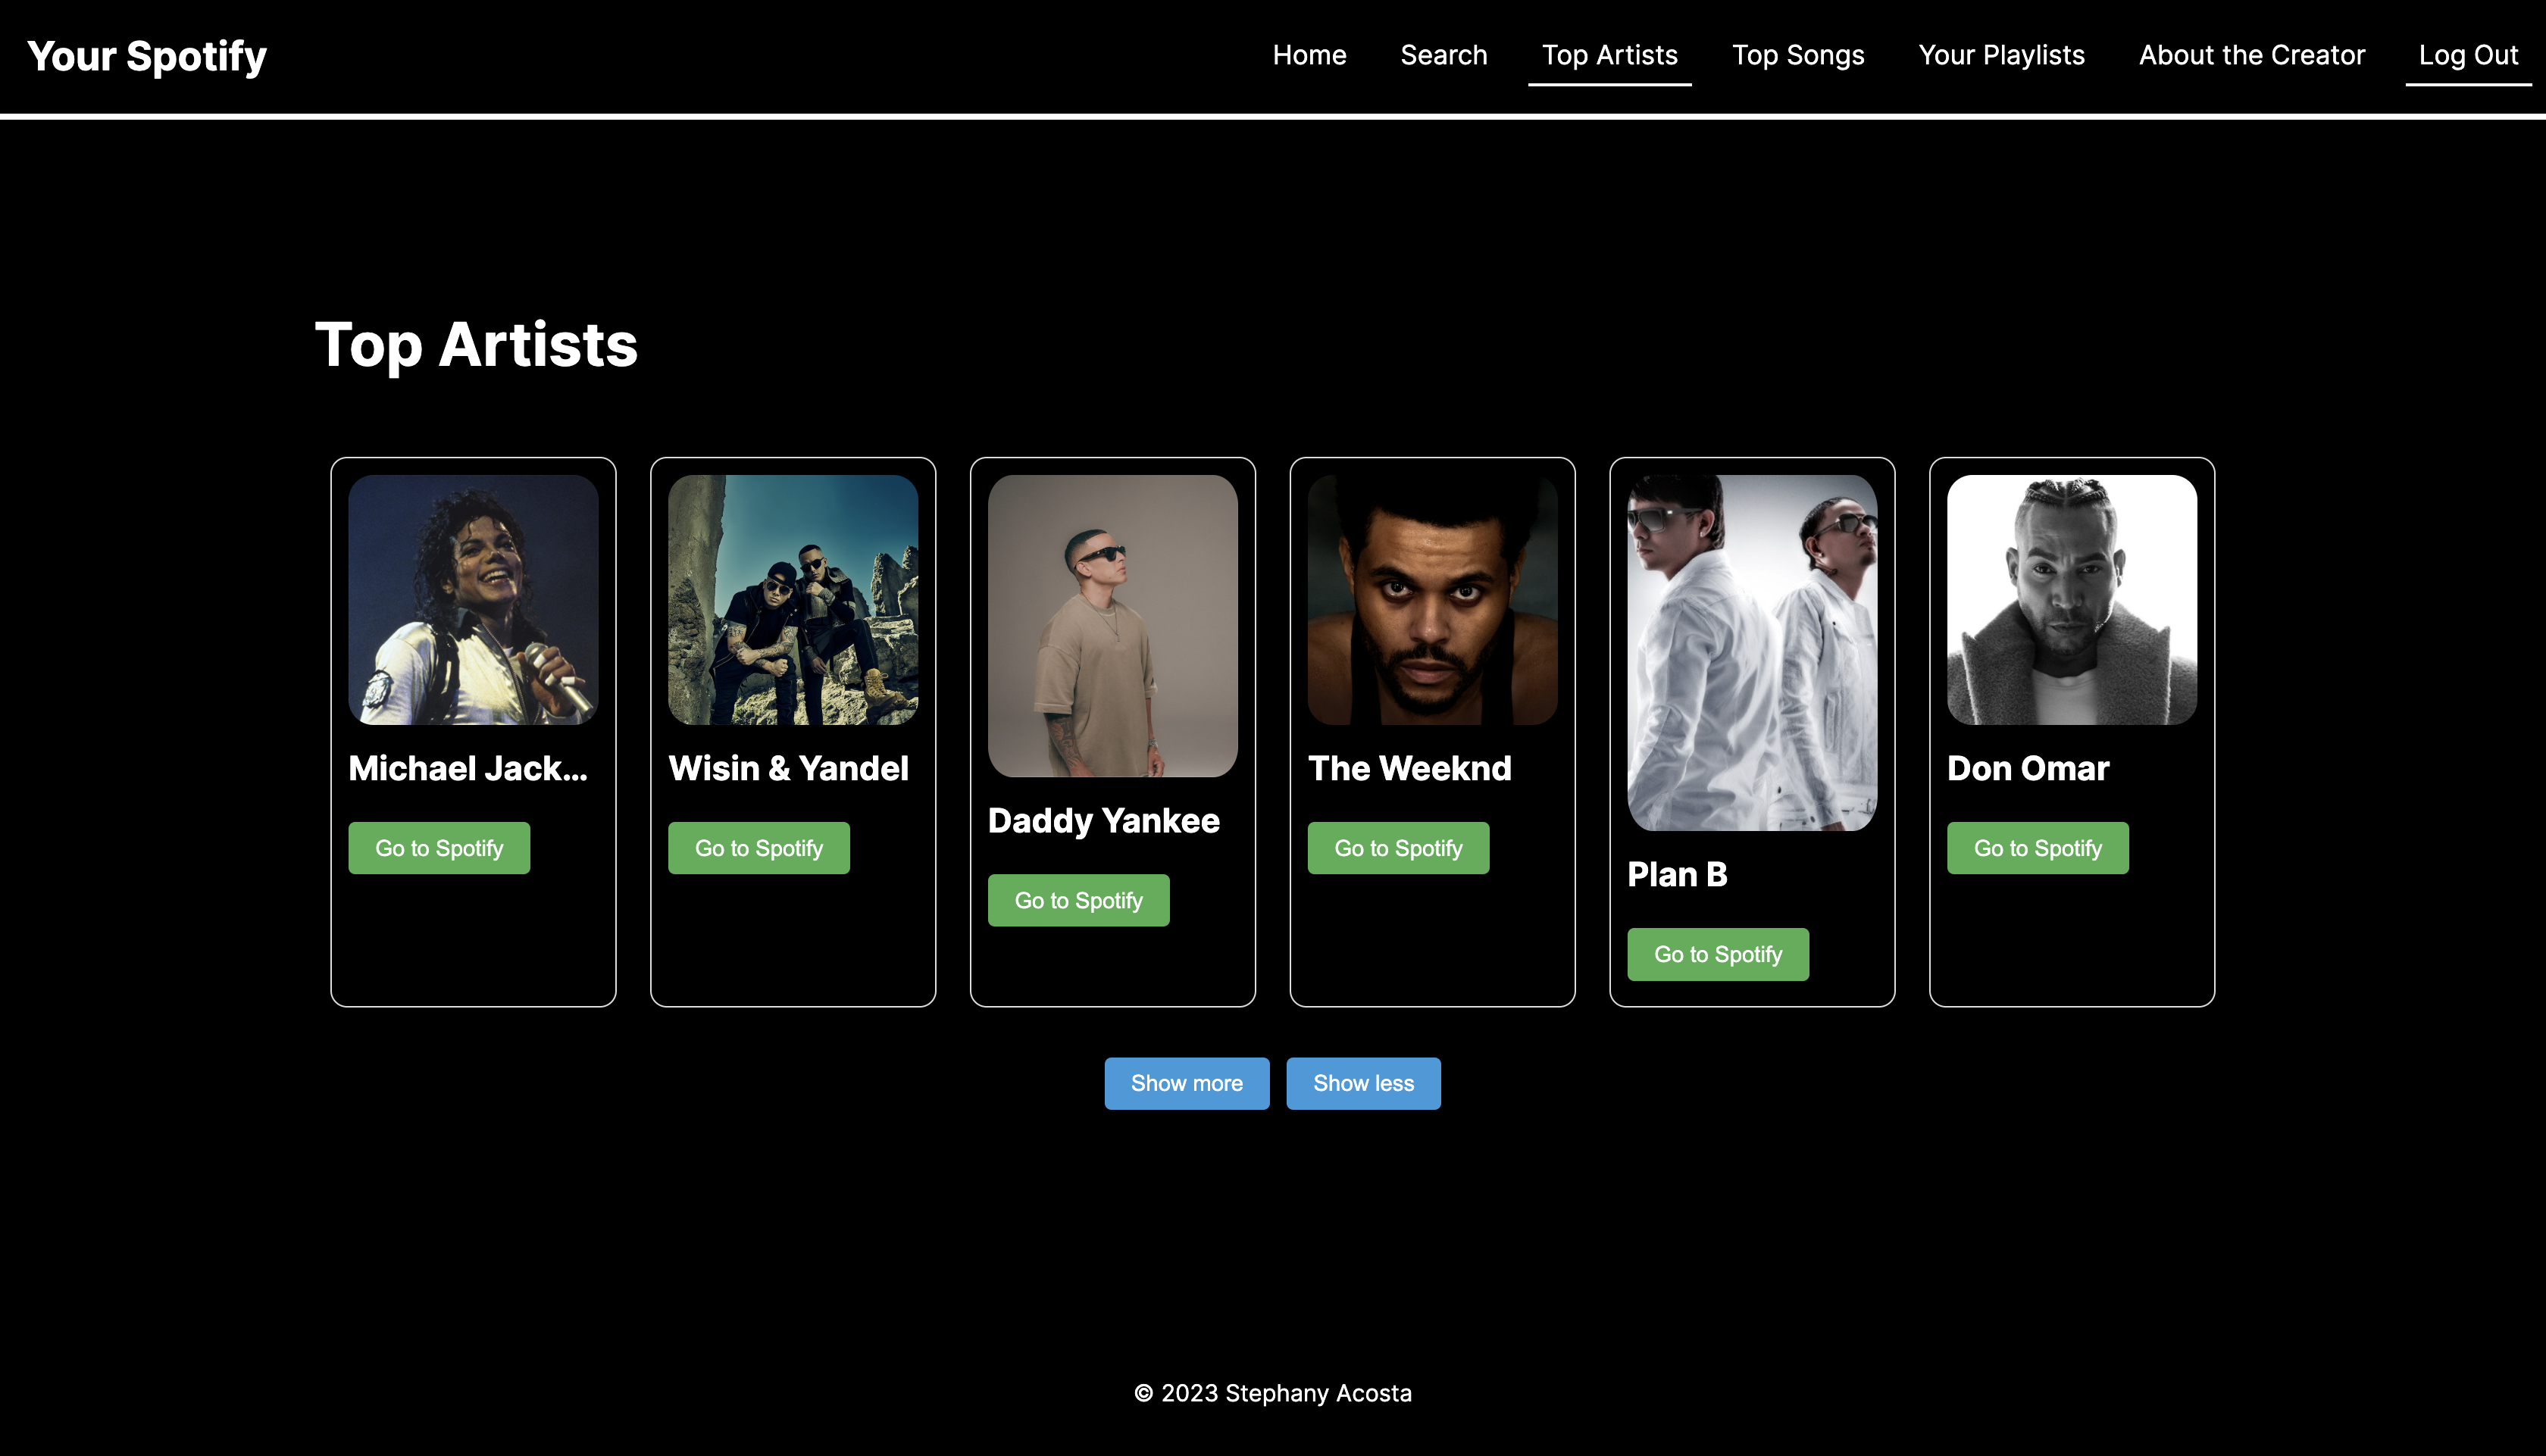 Your Spotify
Home
Search
Top Artists
Top Songs
Your Playlists
About the Creator
Log Out
Top Artists
Michael Jack...
Go to Spotify
Wisin & Yandel
Go to Spotify
Daddy Yankee
Go to Spotify
The Weeknd
Go to Spotify
Plan B
Go to Spotify
Don Omar
Go to Spotify
Show more
Show less
© 2023 Stephany Acosta